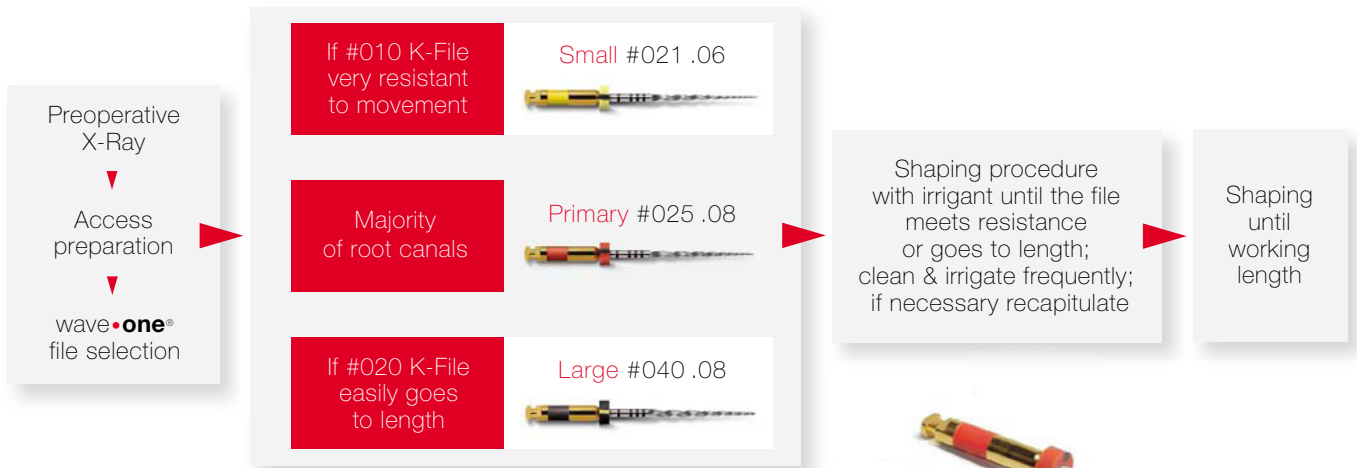 Preoperative
X-Ray
Access
preparation
wave•one®
file selection
If #010 K-File
very resistant
to movement
Small #021 .06
Majority
of root canals
Primary #025 .08
If #020 K-File
easily goes
to length
Large #040 .08
Shaping procedure
with irrigant until the file
meets resistance
or goes to length;
clean & irrigate frequently;
if necessary recapitulate
Shaping
until
working
length